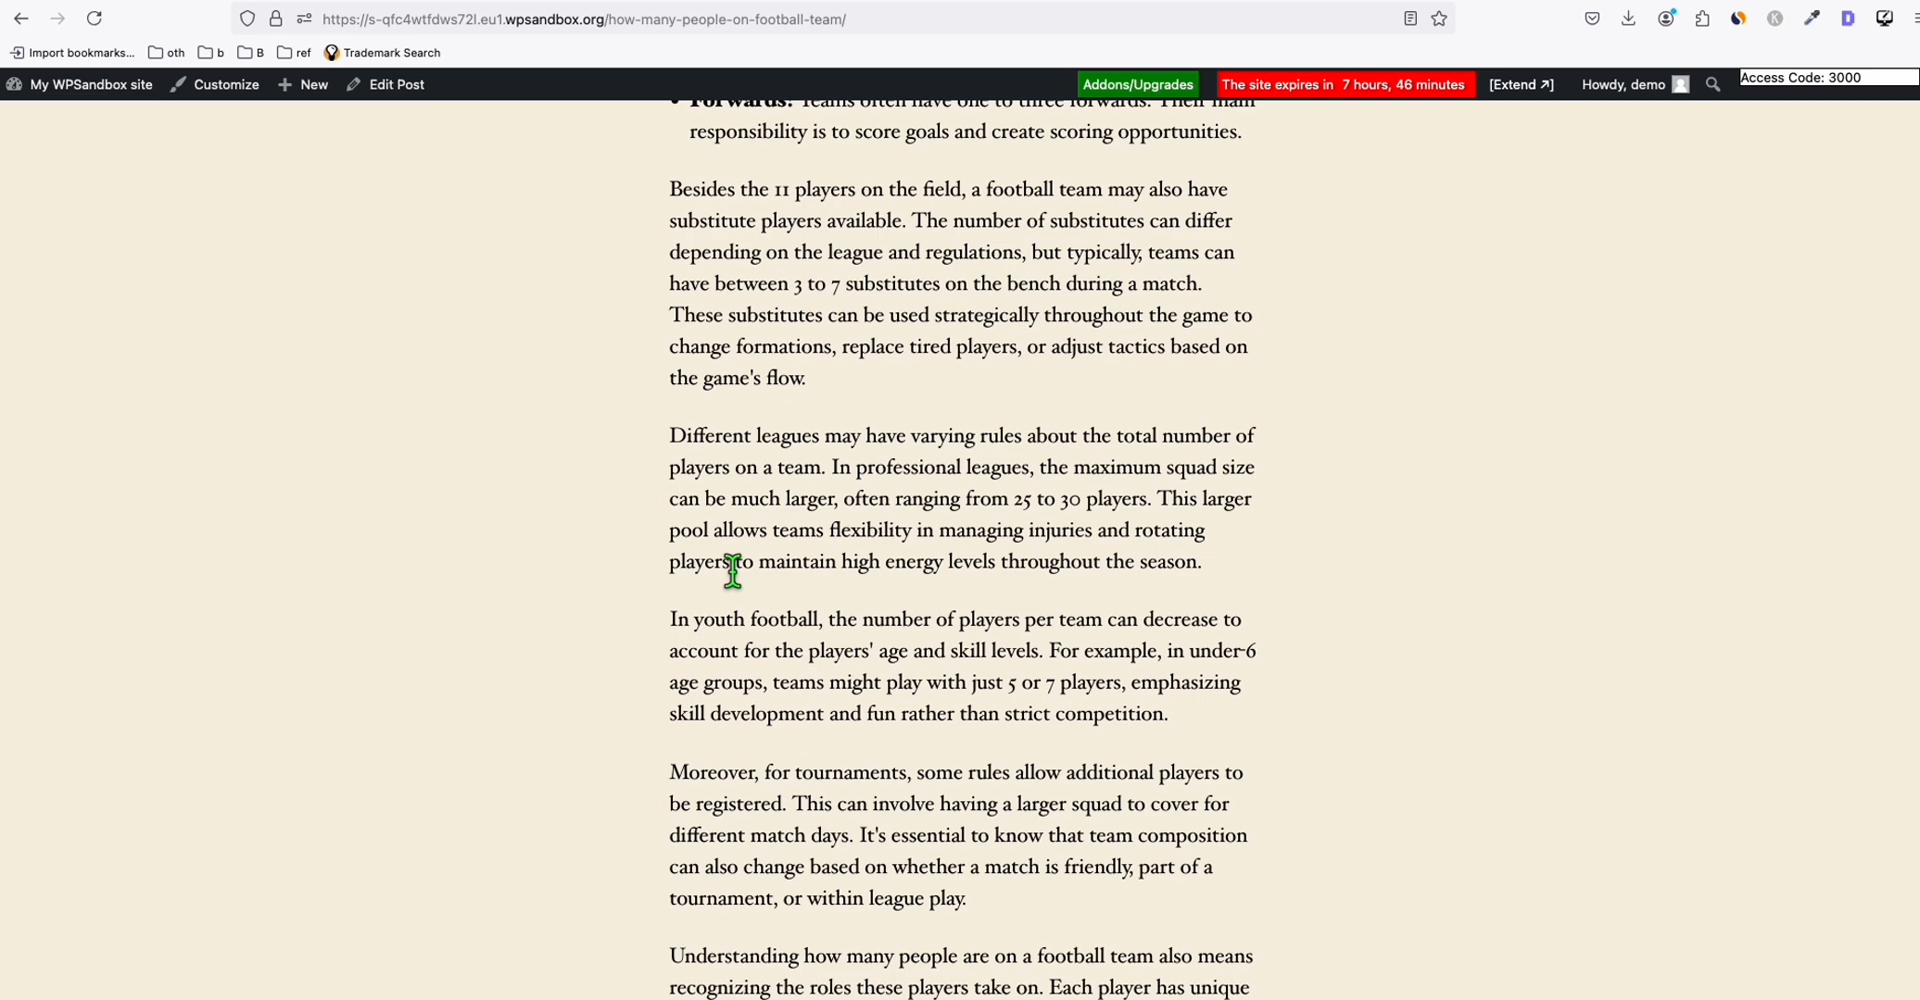 https://s-qfc4wtfdws72l.eu1.wpsandbox.org/how-many-people-on-football-team/
Import bookmarks... oth b B ref Trademark Search
My WPSandbox site Customize New Edit Post Addons/Upgrades The site expires in 7 hours, 46 minutes [Extend ↗] Howdy, demo Access Code: 3000
• Forwards: Teams often have one to three forwards. Their main
responsibility is to score goals and create scoring opportunities.
Besides the 11 players on the field, a football team may also have
substitute players available. The number of substitutes can differ
depending on the league and regulations, but typically, teams can
have between 3 to 7 substitutes on the bench during a match.
These substitutes can be used strategically throughout the game to
change formations, replace tired players, or adjust tactics based on
the game's flow.
Different leagues may have varying rules about the total number of
players on a team. In professional leagues, the maximum squad size
can be much larger, often ranging from 25 to 30 players. This larger
pool allows teams flexibility in managing injuries and rotating
players to maintain high energy levels throughout the season.
In youth football, the number of players per team can decrease to
account for the players' age and skill levels. For example, in under-6
age groups, teams might play with just 5 or 7 players, emphasizing
skill development and fun rather than strict competition.
Moreover, for tournaments, some rules allow additional players to
be registered. This can involve having a larger squad to cover for
different match days. It's essential to know that team composition
can also change based on whether a match is friendly, part of a
tournament, or within league play.
Understanding how many people are on a football team also means
recognizing the roles these players take on. Each player has unique